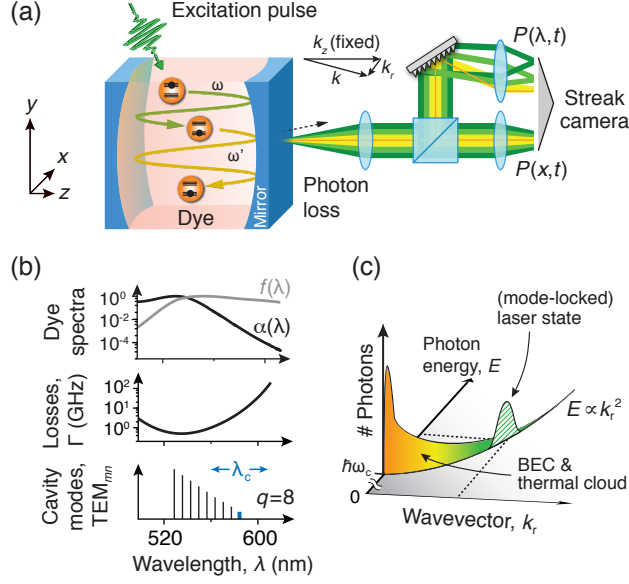 (a)
Excitation pulse
k_z (fixed)
k
k_r
P(λ,t)
ω
ω'
y
x
z
Streak
camera
Photon
loss
P(x,t)
Dye
Mirror
(b)
Dye
spectra
10^0
10^-2
10^-4
f(λ)
α(λ)
Losses,
Γ (GHz)
10^2
10^1
10^0
Cavity
modes,
TEM_mn
λ_c
q=8
520
600
Wavelength, λ (nm)
(c)
(mode-locked)
laser state
Photon
energy, E
# Photons
E ∝ k_r^2
ħω_c
0
BEC &
thermal cloud
Wavevector, k_r